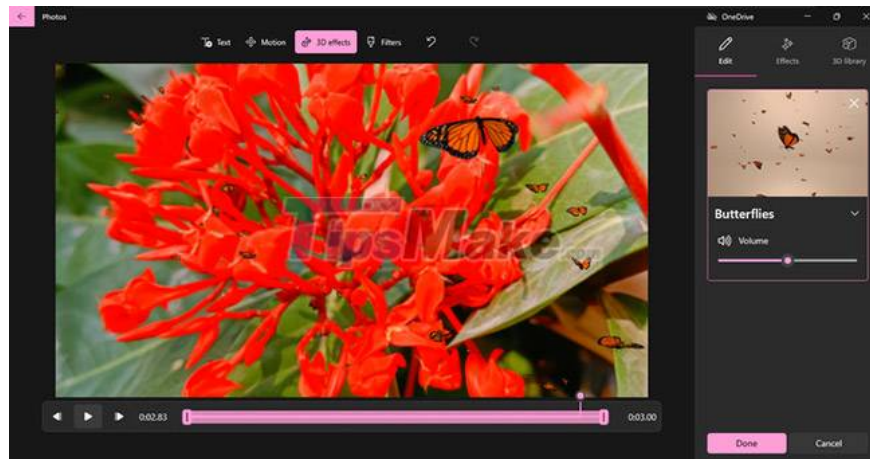 Photos
OneDrive
Text
Motion
3D effects
Filters
Edit
Effects
3D library
TipsMake
Butterflies
Volume
0:02.83
0:03.00
Done
Cancel